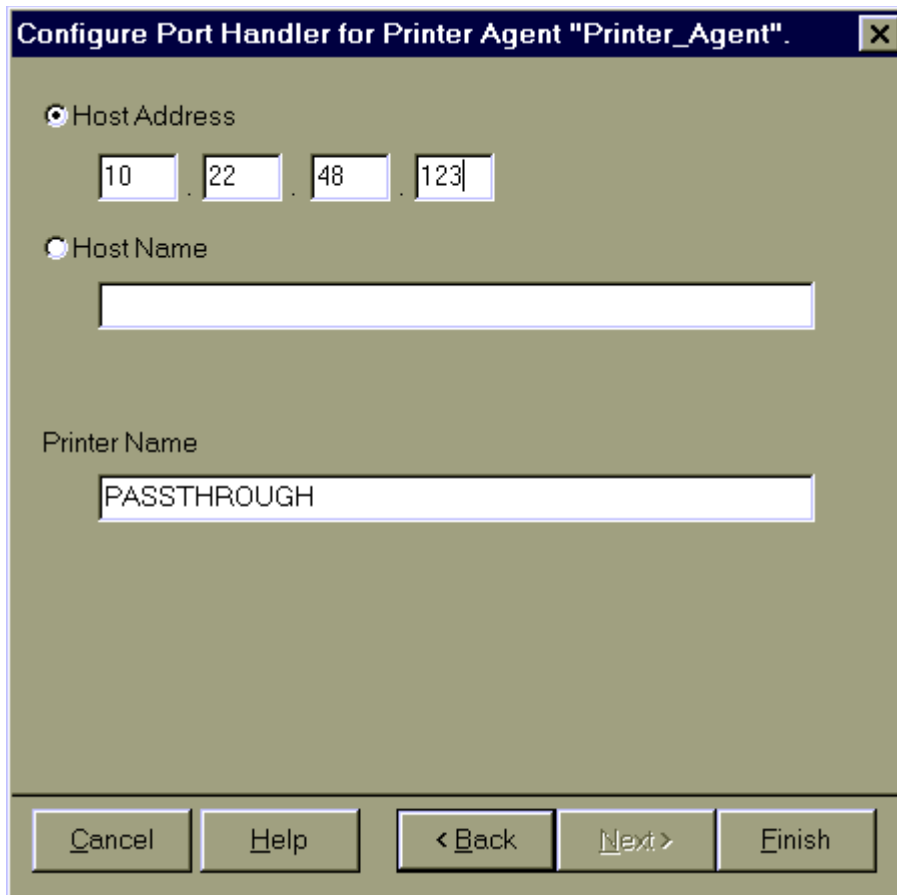 Configure Port Handler for Printer Agent "Printer_Agent".
Host Address
10 . 22 . 48 . 123
Host Name
Printer Name
PASSTHROUGH
Cancel Help < Back Next > Finish